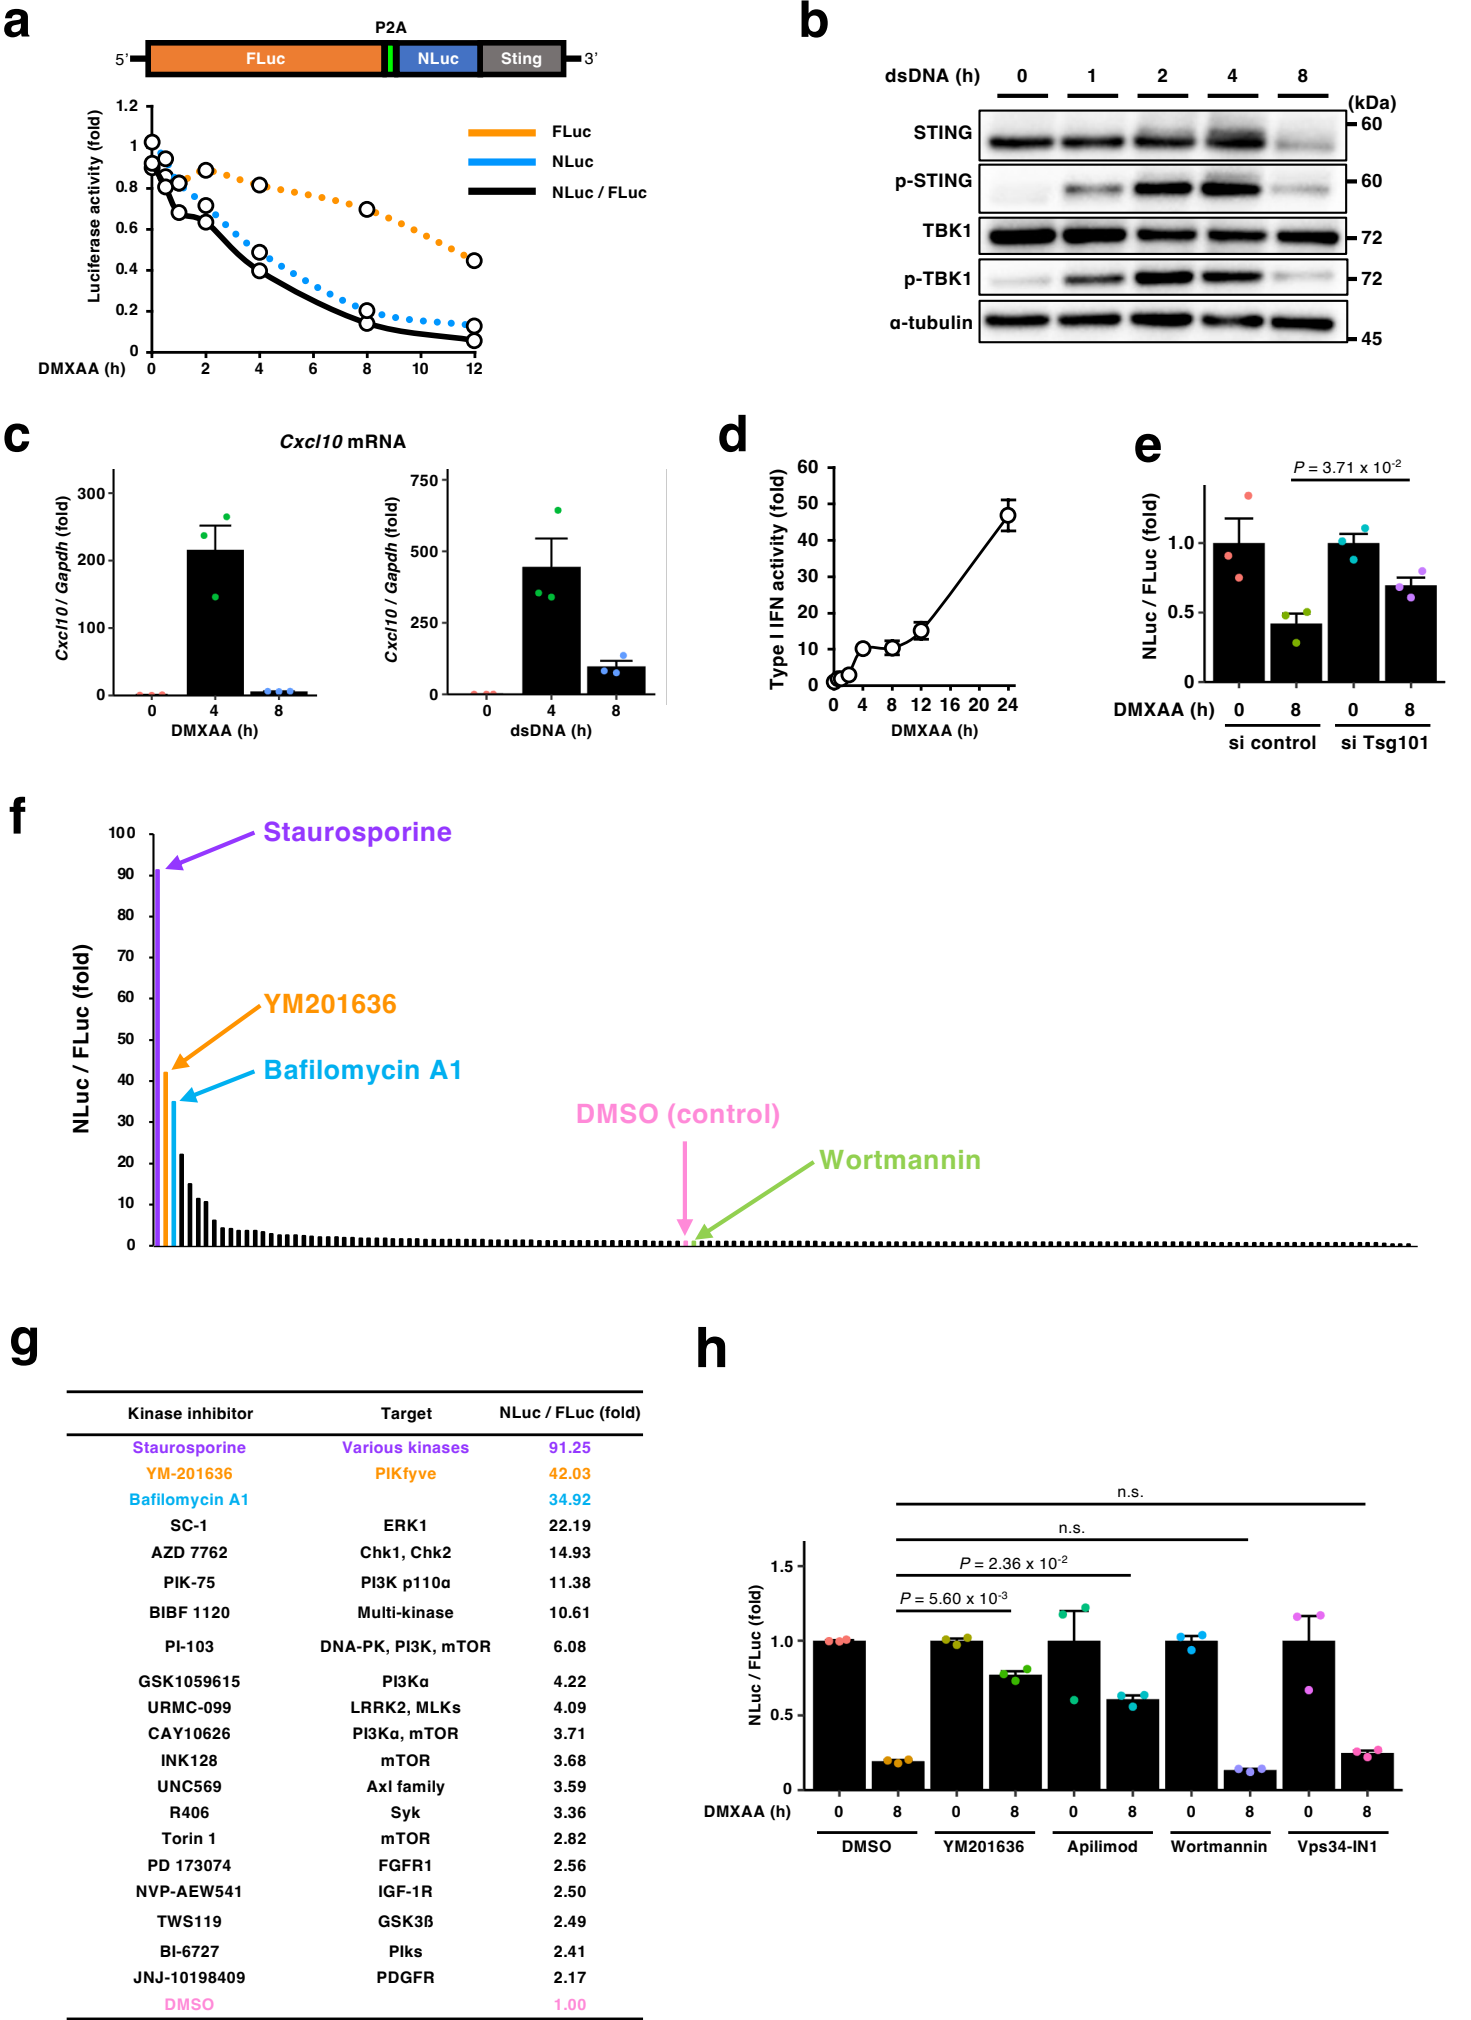 a
P2A
5’
FLuc
NLuc
Sting
3’
Luciferase activity (fold)
1.2
1
0.8
0.6
0.4
0.2
0
FLuc
NLuc
NLuc / FLuc
DMXAA (h)
0 2 4 6 8 10 12
b
dsDNA (h) 0 1 2 4 8
(kDa)
STING
60
p-STING
60
TBK1
72
p-TBK1
72
α-tubulin
45
c
Cxcl10 mRNA
Cxcl10 / Gapdh (fold)
300
200
100
0
0 4 8
DMXAA (h)
Cxcl10 / Gapdh (fold)
750
500
250
0
0 4 8
dsDNA (h)
d
Type I IFN activity (fold)
60
50
40
30
20
10
0
0 4 8 12 16 20 24
DMXAA (h)
e
P = 3.71 x 10-2
NLuc / FLuc (fold)
1.0
0.5
0
DMXAA (h) 0 8 0 8
si control si Tsg101
f
NLuc / FLuc (fold)
100
90
80
70
60
50
40
30
20
10
0
Staurosporine
YM201636
Bafilomycin A1
DMSO (control)
Wortmannin
g
Kinase inhibitor Target NLuc / FLuc (fold)
Staurosporine Various kinases 91.25
YM-201636 PIKfyve 42.03
Bafilomycin A1 34.92
SC-1 ERK1 22.19
AZD 7762 Chk1, Chk2 14.93
PIK-75 PI3K p110α 11.38
BIBF 1120 Multi-kinase 10.61
PI-103 DNA-PK, PI3K, mTOR 6.08
GSK1059615 PI3Kα 4.22
URMC-099 LRRK2, MLKs 4.09
CAY10626 PI3Kα, mTOR 3.71
INK128 mTOR 3.68
UNC569 Axl family 3.59
R406 Syk 3.36
Torin 1 mTOR 2.82
PD 173074 FGFR1 2.56
NVP-AEW541 IGF-1R 2.50
TWS119 GSK3ß 2.49
BI-6727 Plks 2.41
JNJ-10198409 PDGFR 2.17
DMSO 1.00
h
n.s.
n.s.
P = 2.36 x 10-2
P = 5.60 x 10-3
NLuc / FLuc (fold)
1.5
1.0
0.5
0
DMXAA (h) 0 8 0 8 0 8 0 8 0 8
DMSO YM201636 Apilimod Wortmannin Vps34-IN1